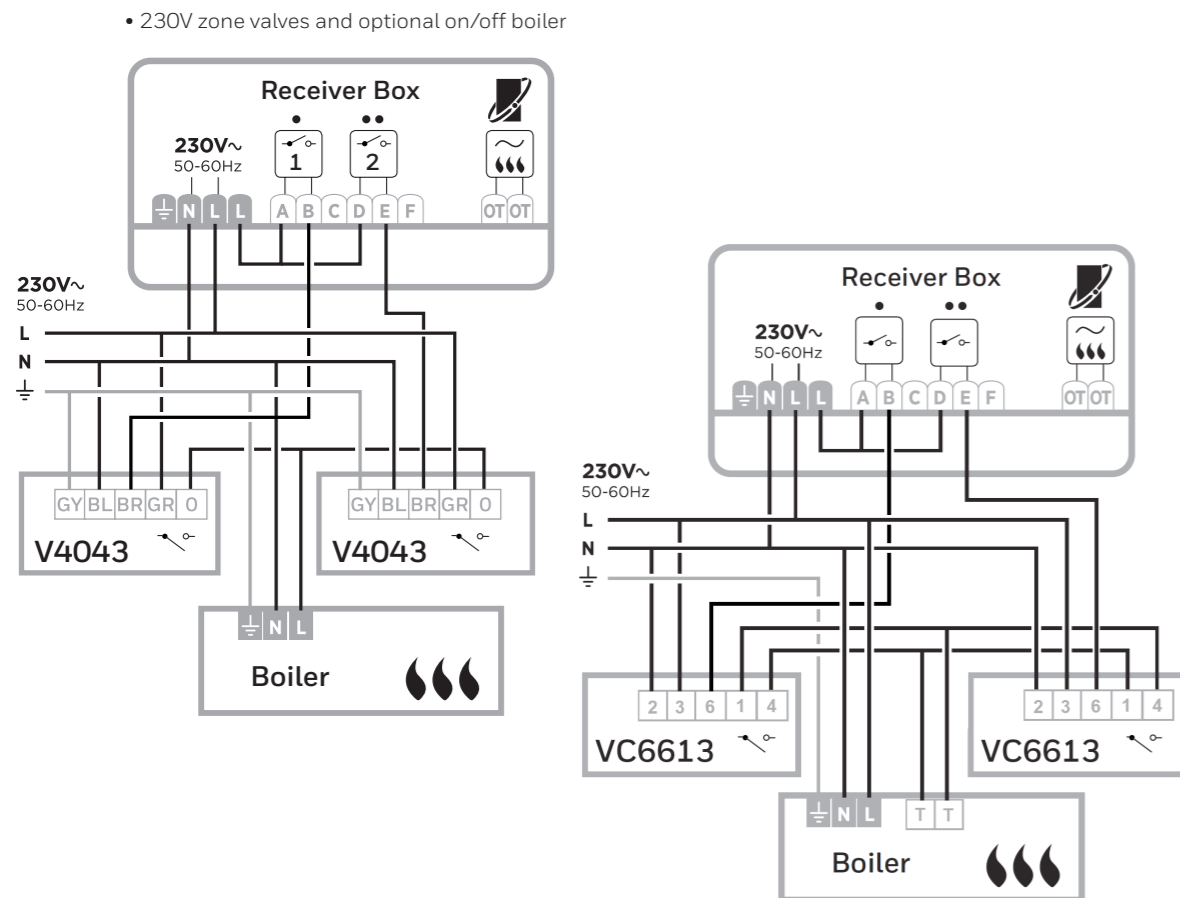 • 230V zone valves and optional on/off boiler
Receiver Box
230V~
50-60Hz
1
2
N L L A B C D E F OT OT
230V~
50-60Hz
L
N
GY BL BR GR O
V4043
GY BL BR GR O
V4043
N L
Boiler
Receiver Box
230V~
50-60Hz
N L L A B C D E F OT OT
230V~
50-60Hz
L
N
2 3 6 1 4
VC6613
2 3 6 1 4
VC6613
N L T T
Boiler